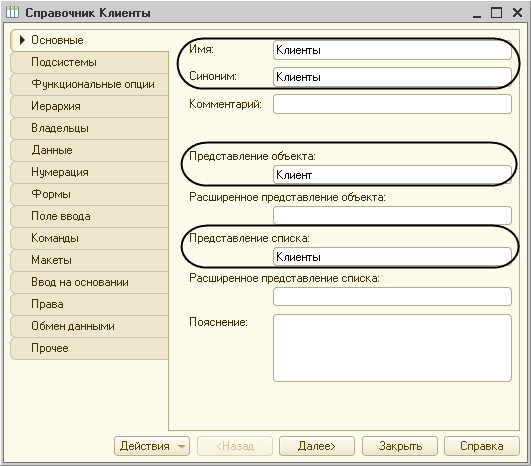 Справочник Клиенты
Основные
Подсистемы
Функциональные опции
Иерархия
Владельцы
Данные
Нумерация
Формы
Поле ввода
Команды
Макеты
Ввод на основании
Права
Обмен данными
Прочее
Имя: Клиенты
Синоним: Клиенты
Комментарий:
Представление объекта:
Клиент
Расширенное представление объекта:
Представление списка:
Клиенты
Расширенное представление списка:
Пояснение:
Действия <Назад Далее> Закрыть Справка